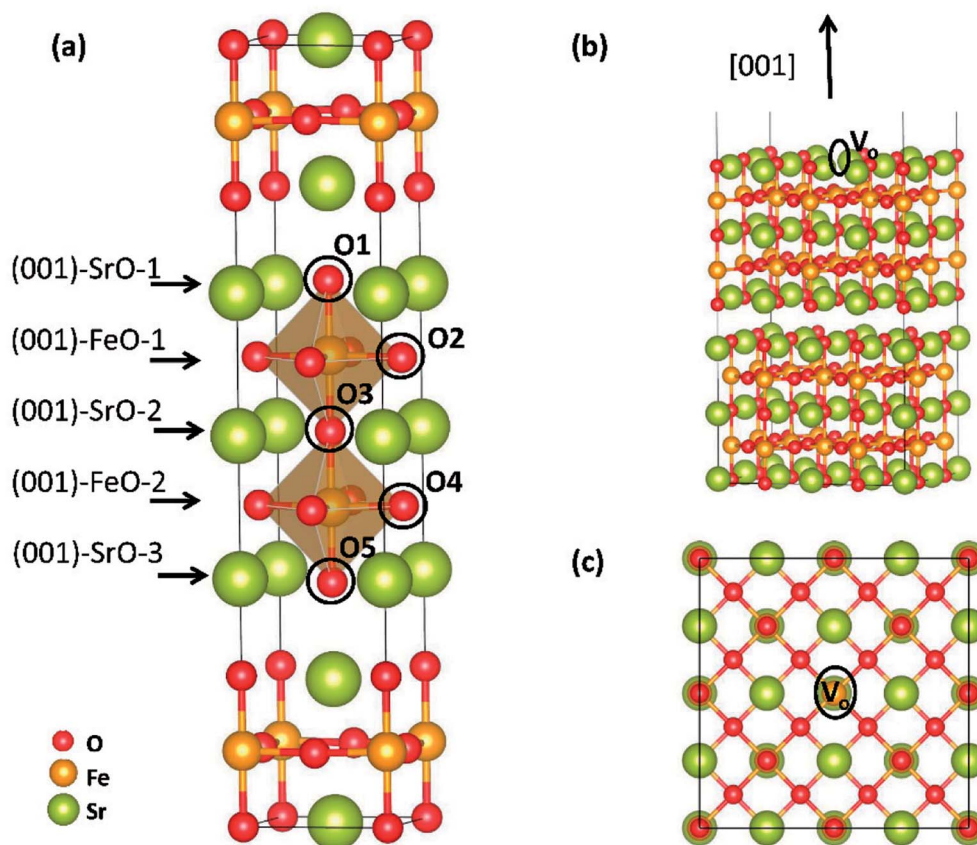 (a)
O1
(001)-SrO-1
O2
(001)-FeO-1
O3
(001)-SrO-2
O4
(001)-FeO-2
O5
(001)-SrO-3
O
Fe
Sr
(b)
[001]
Vo
(c)
Vo